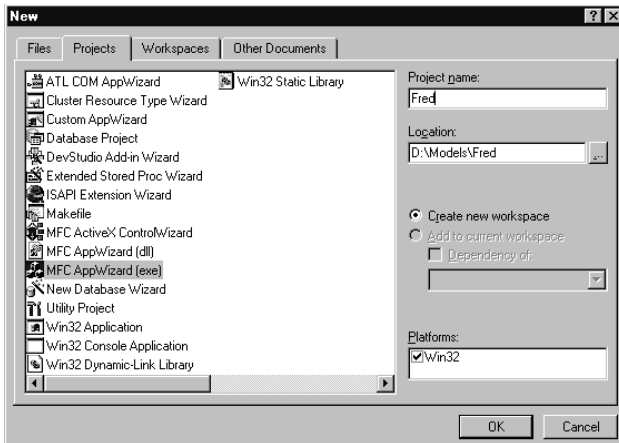 New
Files Projects Workspaces Other Documents
ATL COM AppWizard
Cluster Resource Type Wizard
Custom AppWizard
Database Project
DevStudio Add-in Wizard
Extended Stored Proc Wizard
ISAPI Extension Wizard
Makefile
MFC ActiveX ControlWizard
MFC AppWizard (dll)
MFC AppWizard (exe)
New Database Wizard
Utility Project
Win32 Application
Win32 Console Application
Win32 Dynamic-Link Library
Win32 Static Library
Project name:
Fred
Location:
D:\Models\Fred
...
Create new workspace
Add to current workspace
Dependency of:
Platforms:
Win32
OK Cancel